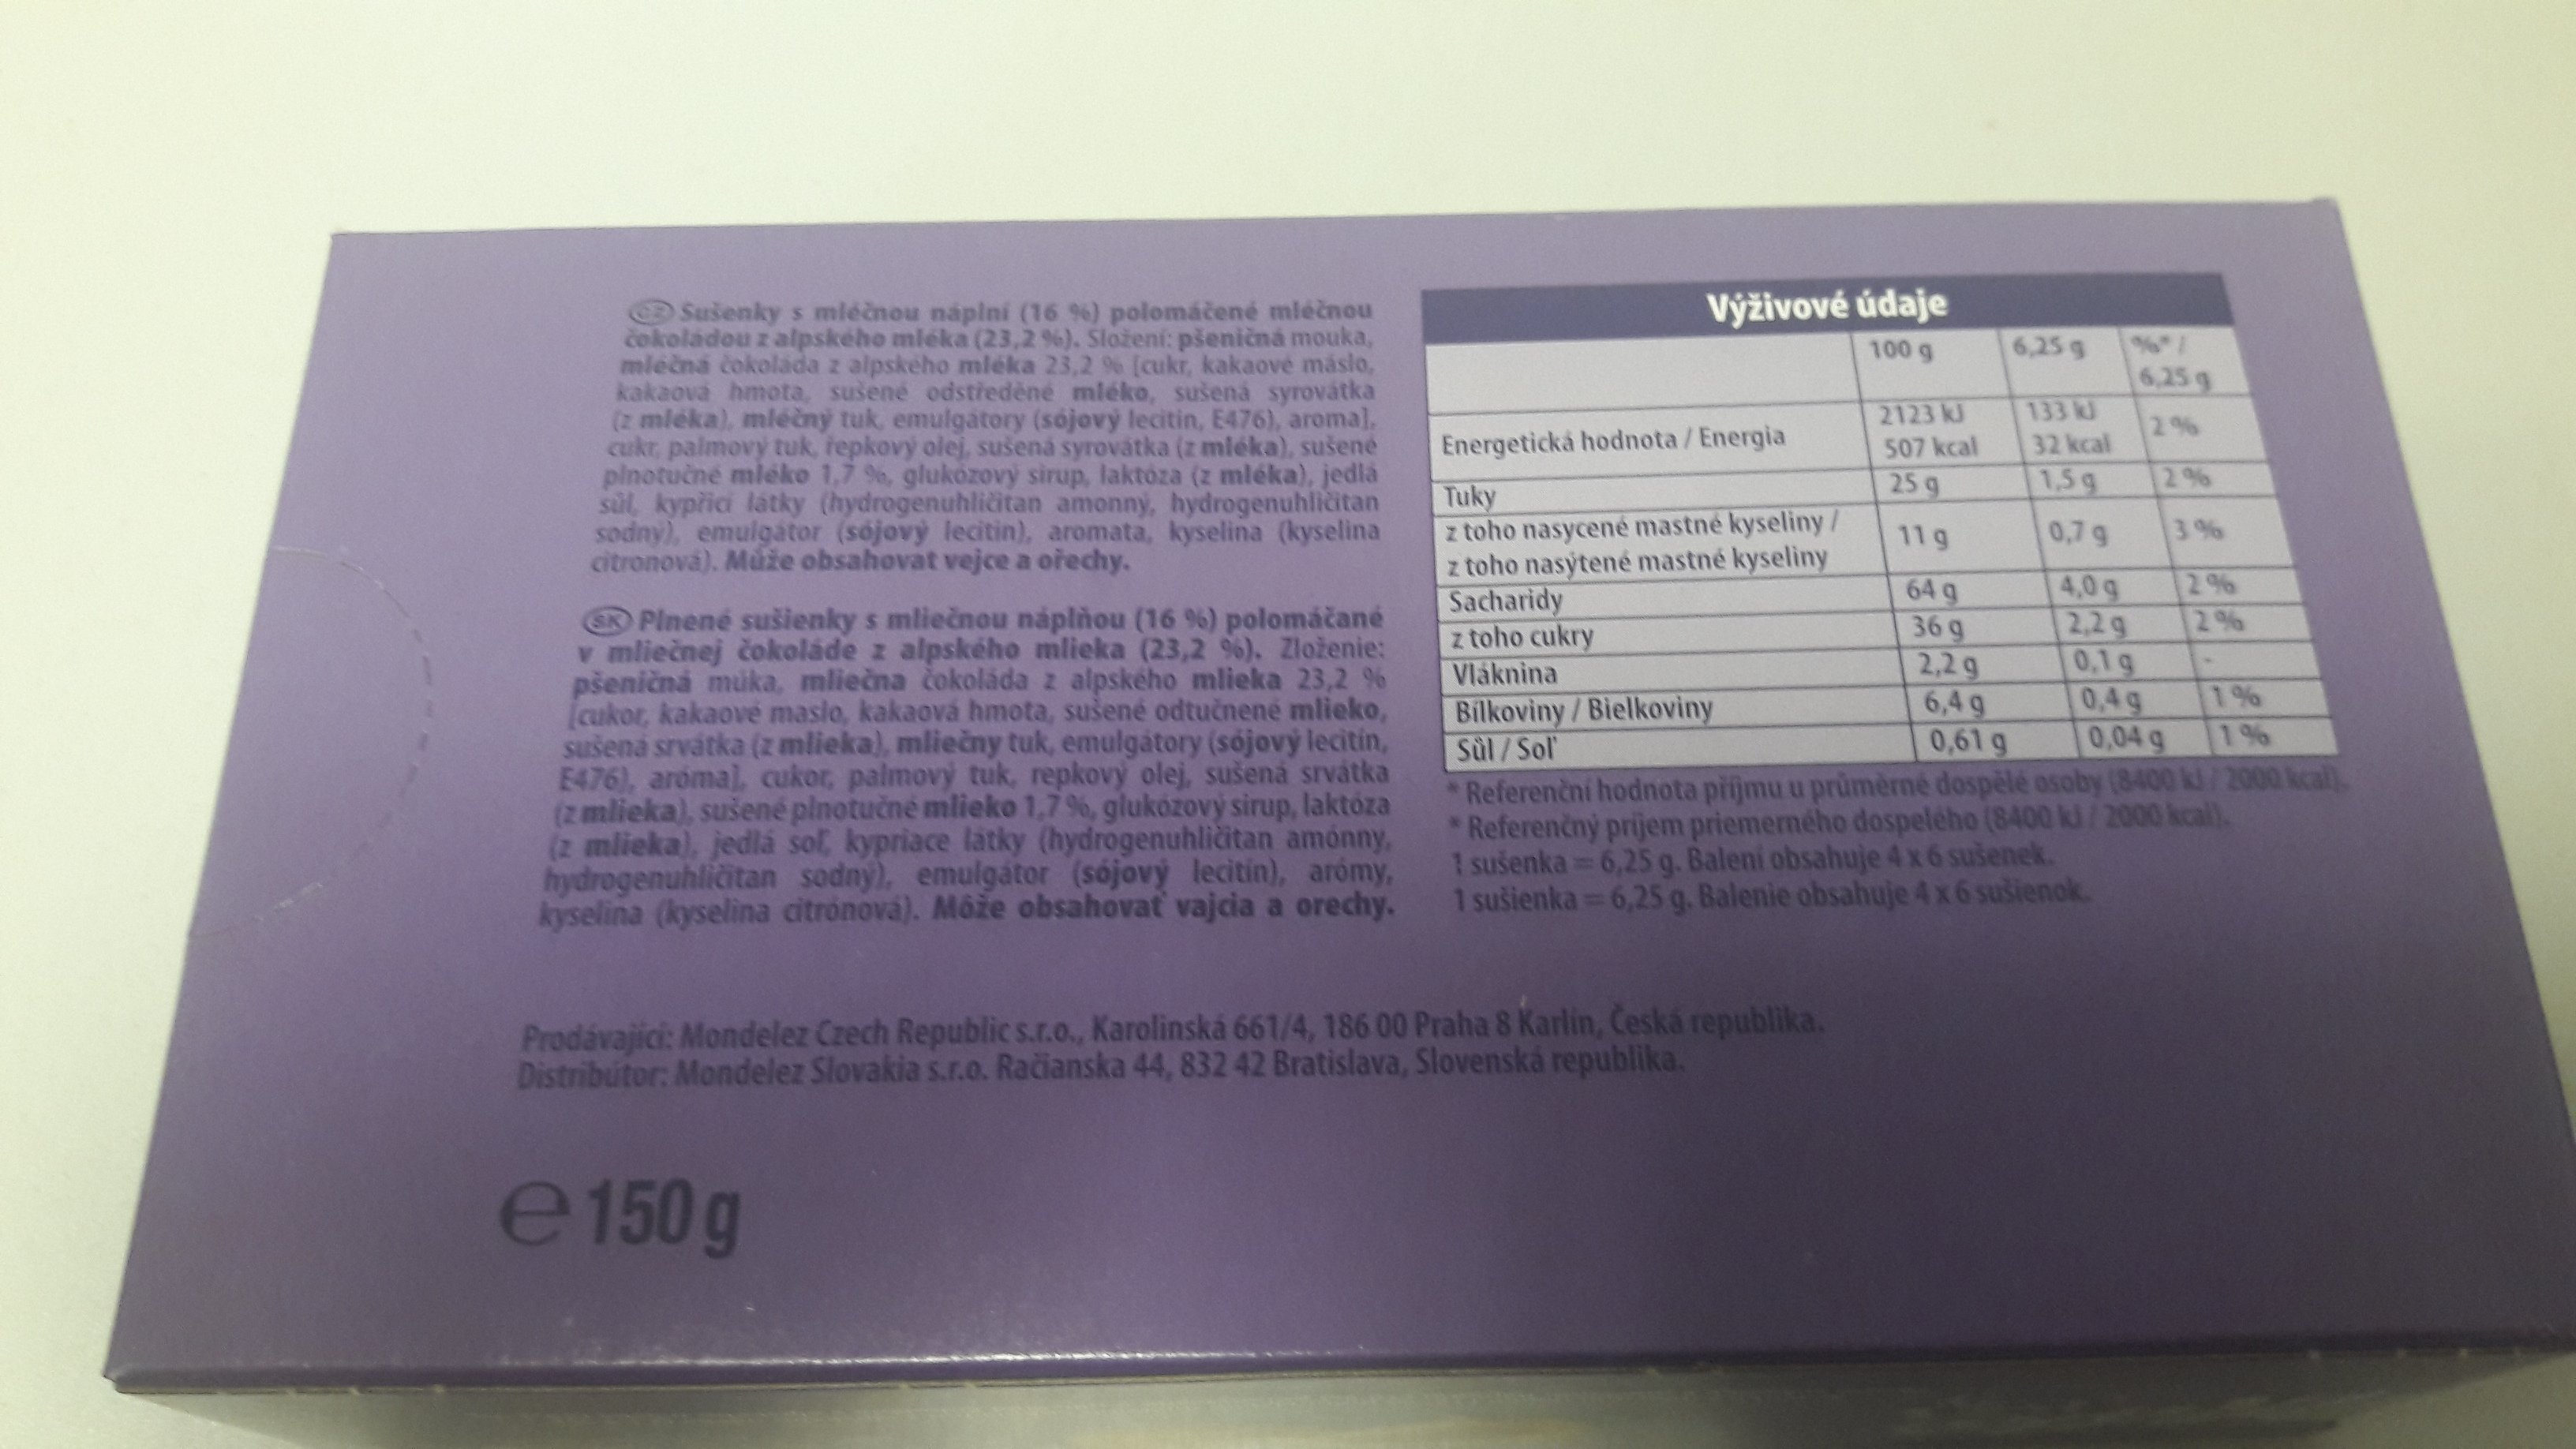 CZ Sušenky s mléčnou náplní (16 %) polomáčené mléčnou
čokoládou z alpského mléka (23,2 %). Složení: pšeničná mouka,
mléčná čokoláda z alpského mléka 23,2 % [cukr, kakaové máslo,
kakaová hmota, sušené odstředěné mléko, sušená syrovátka
(z mléka), mléčný tuk, emulgátory (sójový lecitin, E476), aroma],
cukr, palmový tuk, řepkový olej, sušená syrovátka (z mléka), sušené
plnotučné mléko 1,7 %, glukózový sirup, laktóza (z mléka), jedlá
sůl, kypřicí látky (hydrogenuhličitan amonný, hydrogenuhličitan
sodný), emulgátor (sójový lecitin), aromata, kyselina (kyselina
citronová). Může obsahovat vejce a ořechy.
SK Plnené sušienky s mliečnou náplňou (16 %) polomáčané
v mliečnej čokoláde z alpského mlieka (23,2 %). Zloženie:
pšeničná múka, mliečna čokoláda z alpského mlieka 23,2 %
[cukor, kakaové maslo, kakaová hmota, sušené odtučnené mlieko,
sušená srvátka (z mlieka), mliečny tuk, emulgátory (sójový lecitín,
E476), aróma], cukor, palmový tuk, repkový olej, sušená srvátka
(z mlieka), sušené plnotučné mlieko 1,7 %, glukózový sirup, laktóza
(z mlieka), jedlá soľ, kypriace látky (hydrogenuhličitan amónny,
hydrogenuhličitan sodný), emulgátor (sójový lecitín), arómy,
kyselina (kyselina citrónová). Môže obsahovať vajcia a orechy.
Výživové údaje
100 g 6,25 g %* /
6,25 g
Energetická hodnota / Energia 2123 kJ 133 kJ 2 %
507 kcal 32 kcal
Tuky 25 g 1,5 g 2 %
z toho nasycené mastné kyseliny / 11 g 0,7 g 3 %
z toho nasýtené mastné kyseliny
Sacharidy 64 g 4,0 g 2 %
z toho cukry 36 g 2,2 g 2 %
Vláknina 2,2 g 0,1 g -
Bílkoviny / Bielkoviny 6,4 g 0,4 g 1 %
Sůl / Soľ 0,61 g 0,04 g 1 %
* Referenční hodnota příjmu u průměrné dospělé osoby (8400 kJ / 2000 kcal).
* Referenčný príjem priemerného dospelého (8400 kJ / 2000 kcal).
1 sušenka = 6,25 g. Balení obsahuje 4 x 6 sušenek.
1 sušienka = 6,25 g. Balenie obsahuje 4 x 6 sušienok.
Prodávající: Mondelez Czech Republic s.r.o., Karolinská 661/4, 186 00 Praha 8 Karlín, Česká republika.
Distribútor: Mondelez Slovakia s.r.o. Račianska 44, 832 42 Bratislava, Slovenská republika.
e 150 g